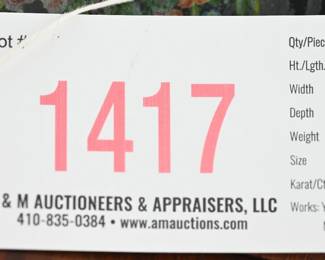 ot #
1417
& M AUCTIONEERS & APPRAISERS, LLC
410-835-0384 • www.amauctions.com
Qty/Piec
Ht./Lgth.
Width
Depth
Weight
Size
Karat/Ct
Works: Y